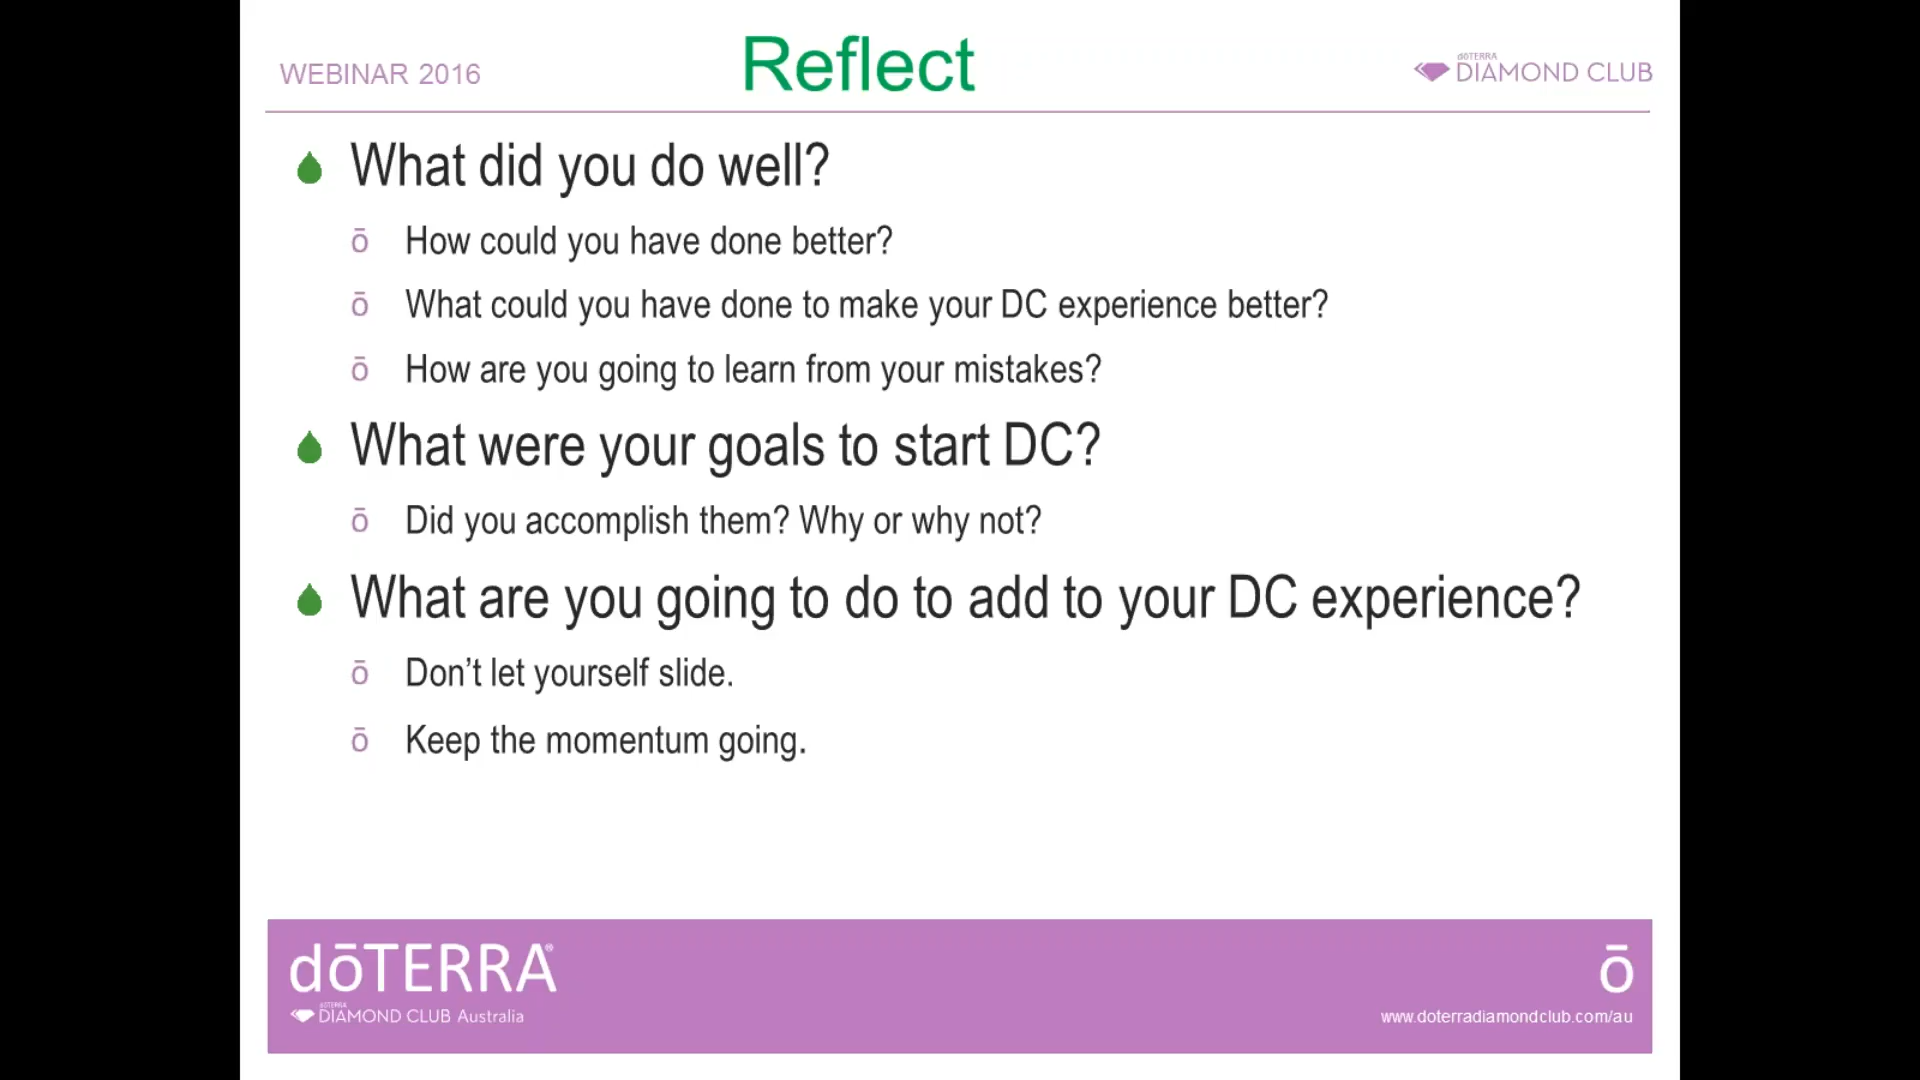 WEBINAR 2016
Reflect
dōTERRA
DIAMOND CLUB
What did you do well?
ō How could you have done better?
ō What could you have done to make your DC experience better?
ō How are you going to learn from your mistakes?
What were your goals to start DC?
ō Did you accomplish them? Why or why not?
What are you going to do to add to your DC experience?
ō Don’t let yourself slide.
ō Keep the momentum going.
dōTERRA®
dōTERRA
DIAMOND CLUB Australia
ō
www.doterradiamondclub.com/au